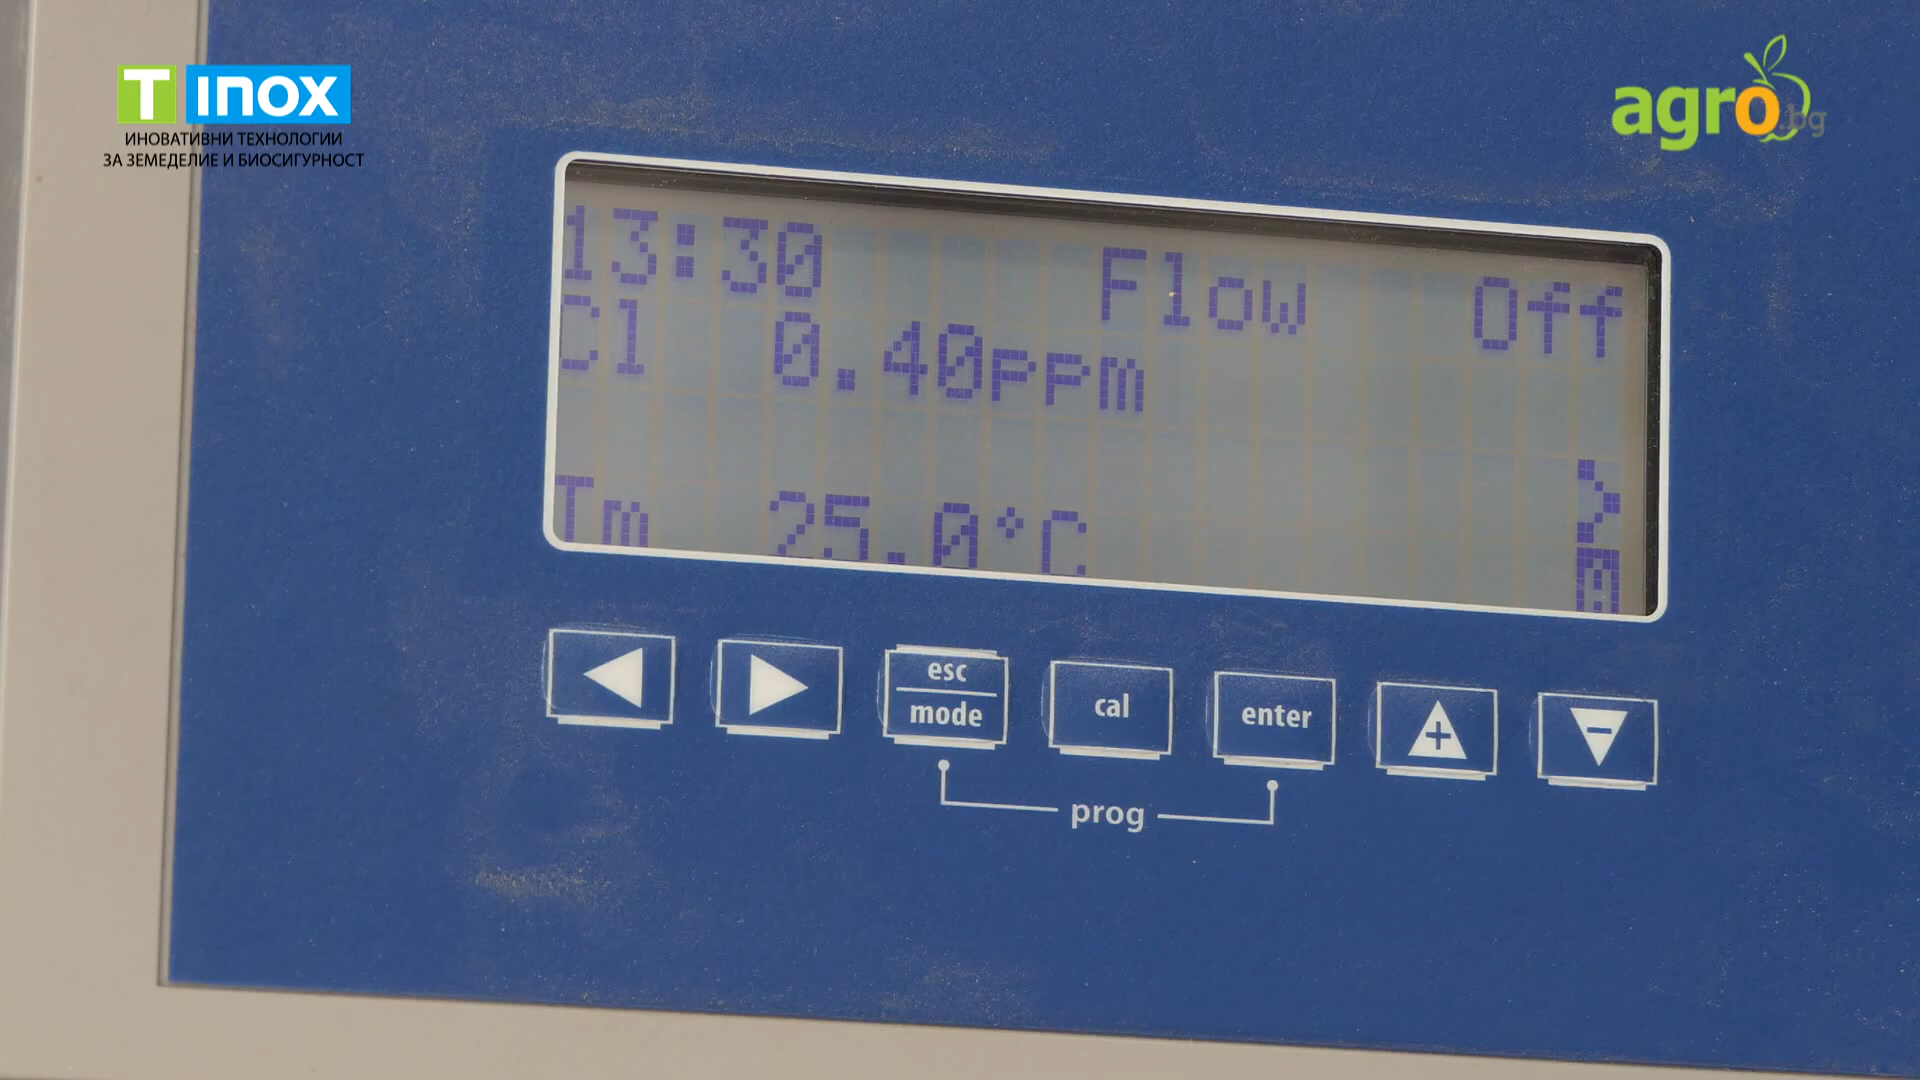 T INOX
ИНОВАТИВНИ ТЕХНОЛОГИИ
ЗА ЗЕМЕДЕЛИЕ И БИОСИГУРНОСТ
agro.bg
13:30 Flow Off
Cl 0.40ppm
Tm 25.0°C m
esc
mode
cal
enter
prog